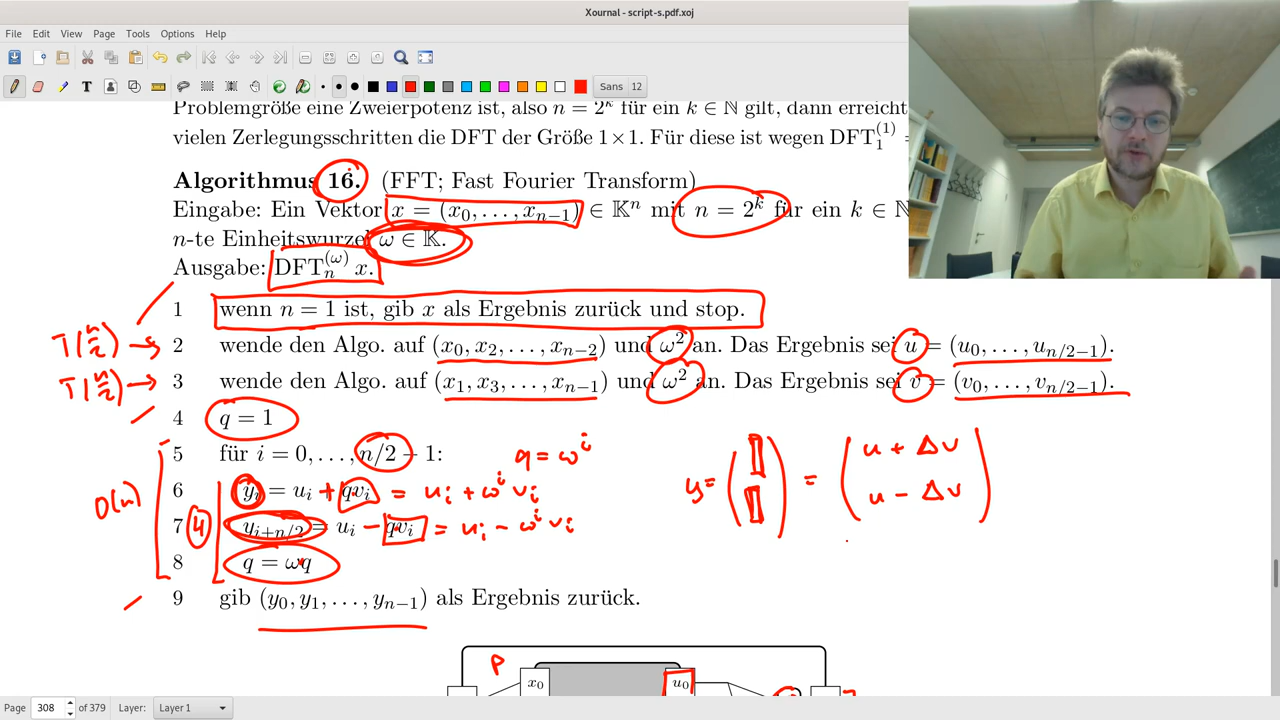 Xournal - script-s.pdf.xoj
File Edit View Page Tools Options Help
Sans 12
Problemgröße eine Zweierpotenz ist, also n = 2^k für ein k ∈ ℕ gilt, dann erreicht
vielen Zerlegungsschritten die DFT der Größe 1×1. Für diese ist wegen DFT_1^(1) =
Algorithmus 16. (FFT; Fast Fourier Transform)
Eingabe: Ein Vektor x = (x_0, ..., x_{n-1}) ∈ 𝕂^n mit n = 2^k für ein k ∈ ℕ
n-te Einheitswurzel ω ∈ 𝕂.
Ausgabe: DFT_n^(ω) x.
1 wenn n = 1 ist, gib x als Ergebnis zurück und stop.
T(n/2) → 2 wende den Algo. auf (x_0, x_2, ..., x_{n-2}) und ω² an. Das Ergebnis sei u = (u_0, ..., u_{n/2-1}).
T(n/2) → 3 wende den Algo. auf (x_1, x_3, ..., x_{n-1}) und ω² an. Das Ergebnis sei v = (v_0, ..., v_{n/2-1}).
4 q = 1
5 für i = 0, ..., n/2 - 1: q = ω^i
O(n) 6 y_i = u_i + qv_i = u_i + ω^i v_i
7 4 y_{i+n/2} = u_i - qv_i = u_i - ω^i v_i
8 q = ωq
y = ( ) = ( u + Δv
u - Δv )
9 gib (y_0, y_1, ..., y_{n-1}) als Ergebnis zurück.
P
x_0 u_0
Page 308 of 379 Layer: Layer 1